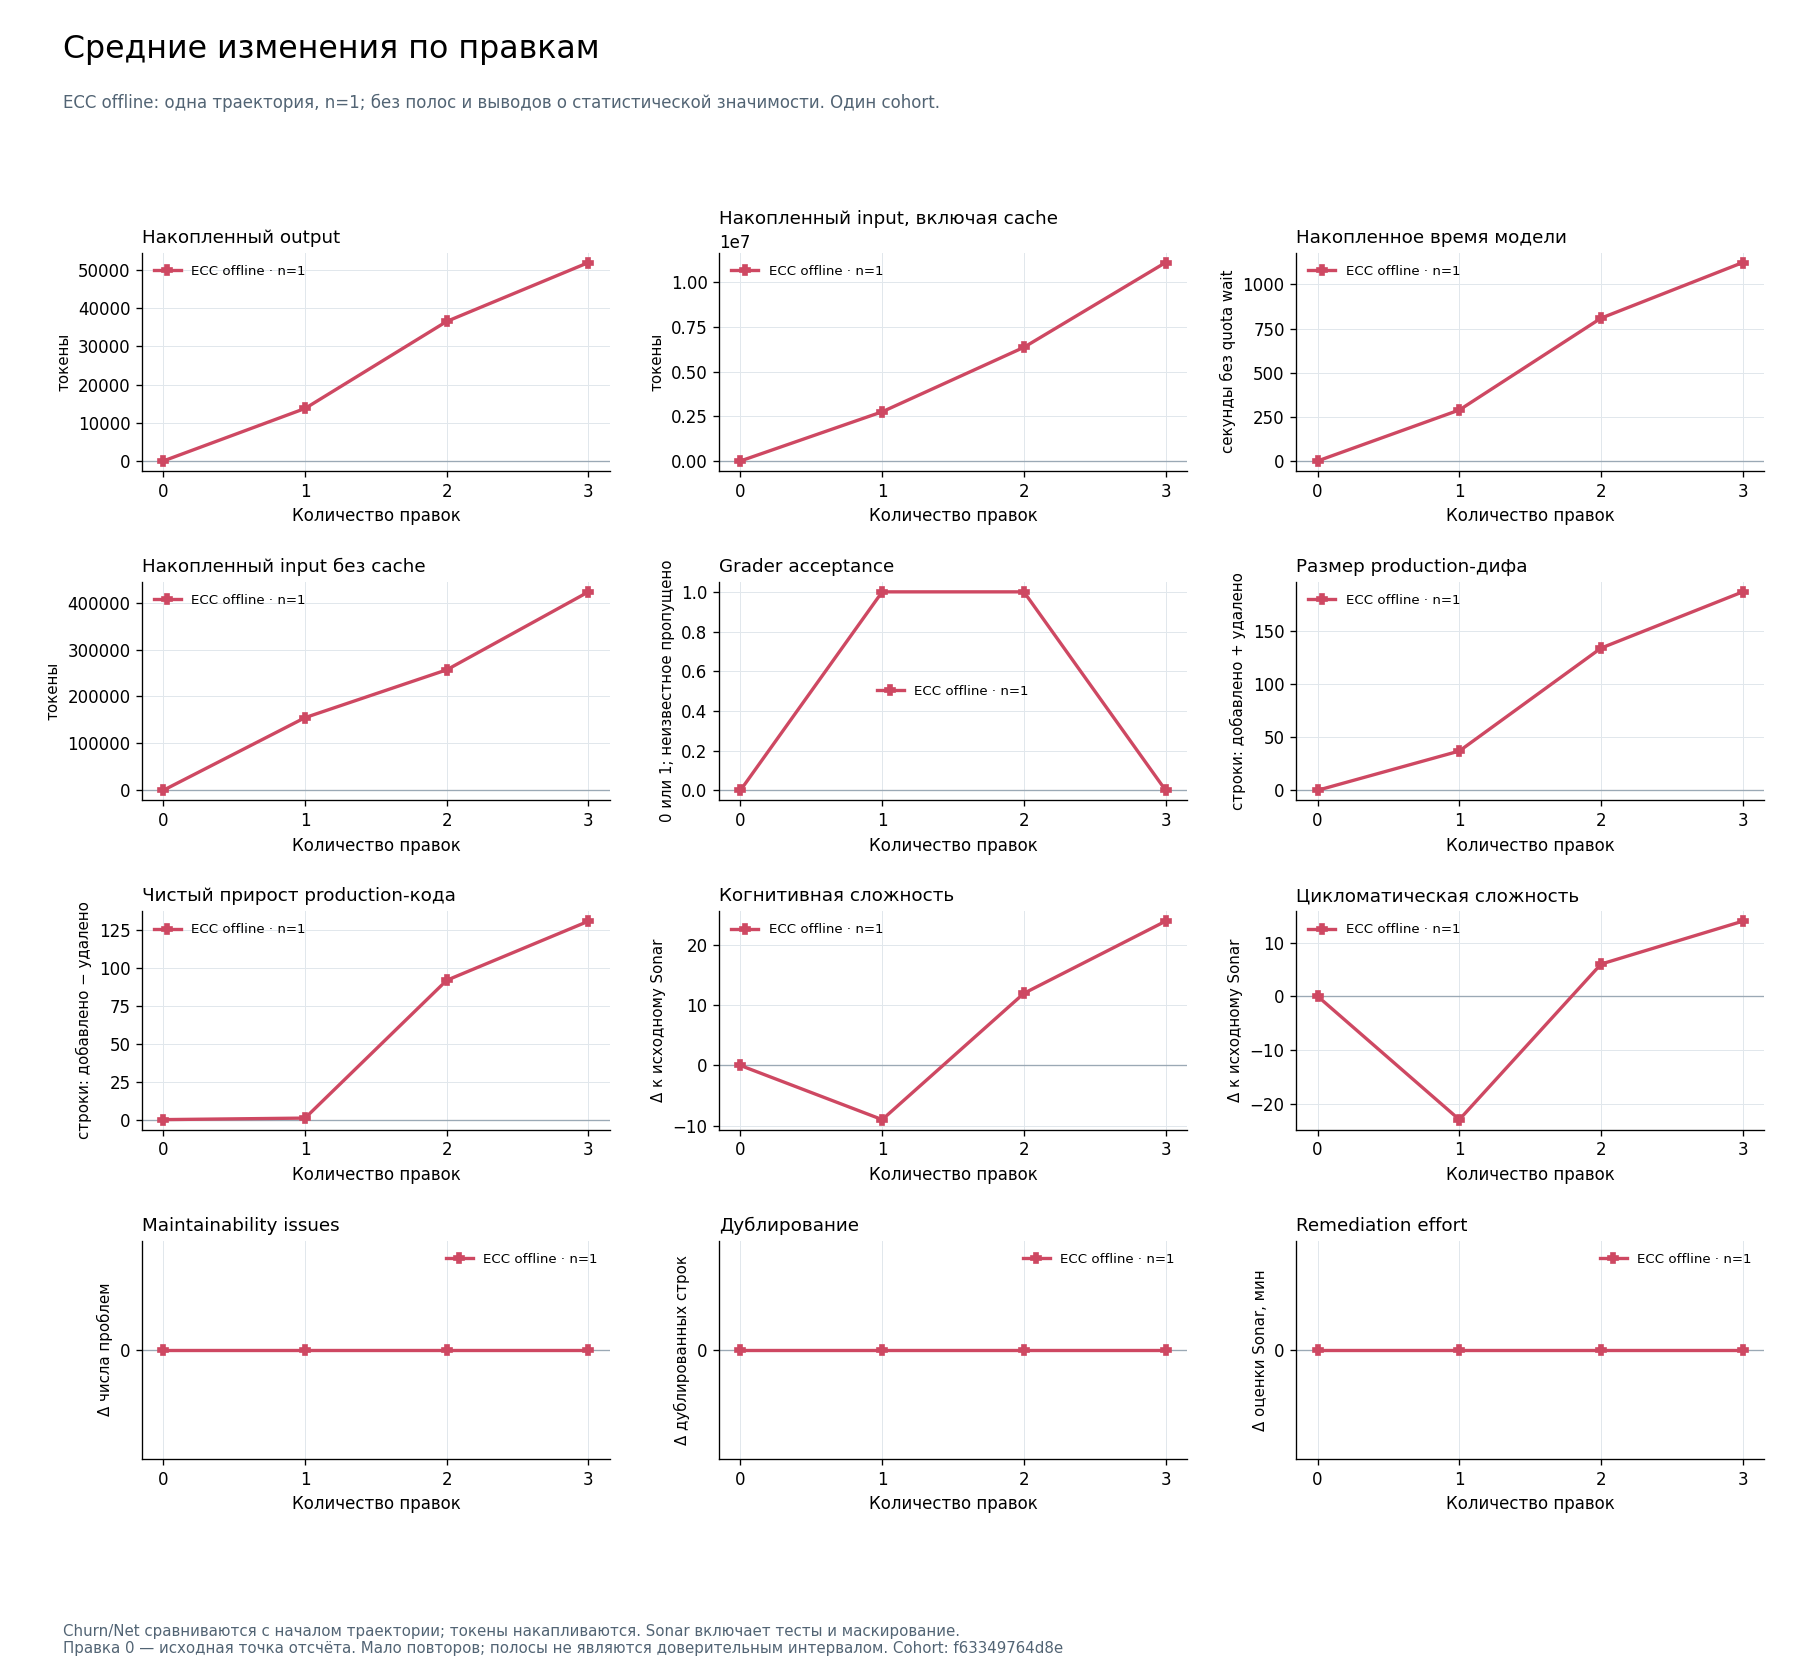 Средние изменения по правкам
ECC offline: одна траектория, n=1; без полос и выводов о статистической значимости. Один cohort.
Накопленный output
ECC offline · n=1
токены
50000
40000
30000
20000
10000
0
0 1 2 3
Количество правок
Накопленный input, включая cache
1e7
ECC offline · n=1
токены
1.00
0.75
0.50
0.25
0.00
0 1 2 3
Количество правок
Накопленное время модели
ECC offline · n=1
секунды без quota wait
1000
750
500
250
0
0 1 2 3
Количество правок
Накопленный input без cache
ECC offline · n=1
токены
400000
300000
200000
100000
0
0 1 2 3
Количество правок
Grader acceptance
ECC offline · n=1
0 или 1; неизвестное пропущено
1.0
0.8
0.6
0.4
0.2
0.0
0 1 2 3
Количество правок
Размер production-дифа
ECC offline · n=1
строки: добавлено + удалено
150
100
50
0
0 1 2 3
Количество правок
Чистый прирост production-кода
ECC offline · n=1
строки: добавлено − удалено
125
100
75
50
25
0
0 1 2 3
Количество правок
Когнитивная сложность
ECC offline · n=1
Δ к исходному Sonar
20
10
0
−10
0 1 2 3
Количество правок
Цикломатическая сложность
ECC offline · n=1
Δ к исходному Sonar
10
0
−10
−20
0 1 2 3
Количество правок
Maintainability issues
ECC offline · n=1
Δ числа проблем
0
0 1 2 3
Количество правок
Дублирование
ECC offline · n=1
Δ дублированных строк
0
0 1 2 3
Количество правок
Remediation effort
ECC offline · n=1
Δ оценки Sonar, мин
0
0 1 2 3
Количество правок
Churn/Net сравниваются с началом траектории; токены накапливаются. Sonar включает тесты и маскирование.
Правка 0 — исходная точка отсчёта. Мало повторов; полосы не являются доверительным интервалом. Cohort: f63349764d8e